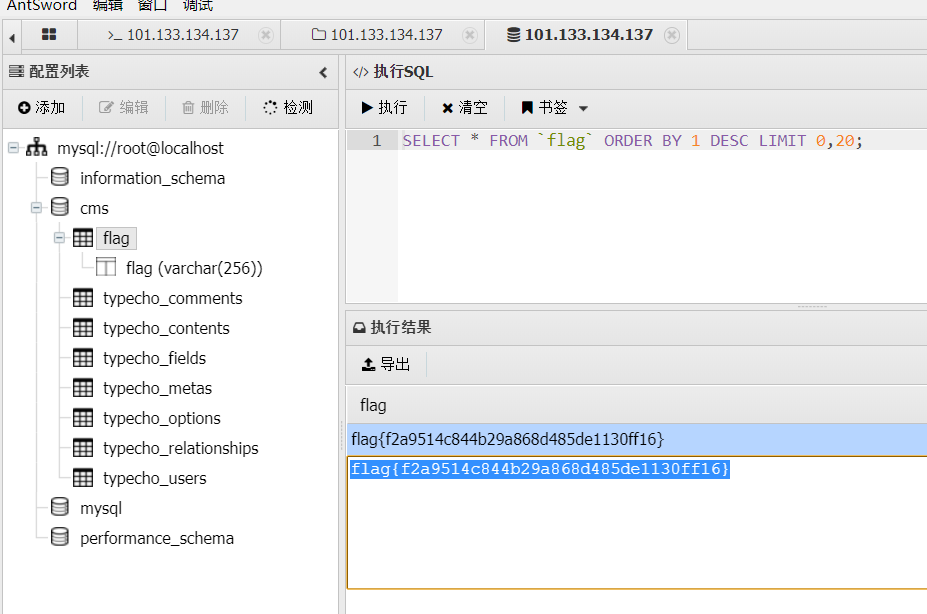 AntSword 编辑 窗口 调试
>_ 101.133.134.137
101.133.134.137
101.133.134.137
配置列表
添加 编辑 删除 检测
mysql://root@localhost
information_schema
cms
flag
flag (varchar(256))
typecho_comments
typecho_contents
typecho_fields
typecho_metas
typecho_options
typecho_relationships
typecho_users
mysql
performance_schema
</> 执行SQL
执行 清空 书签
1 SELECT * FROM `flag` ORDER BY 1 DESC LIMIT 0,20;
执行结果
导出
flag
flag{f2a9514c844b29a868d485de1130ff16}
flag{f2a9514c844b29a868d485de1130ff16}